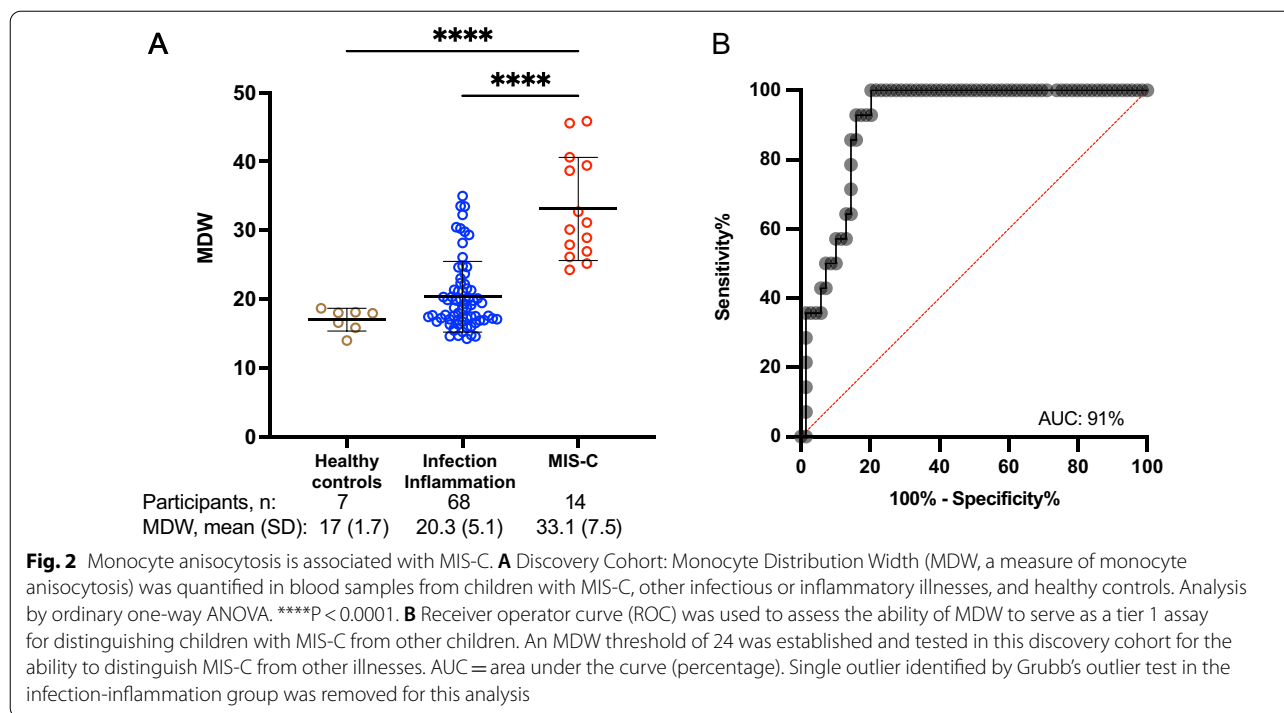 A
B
****
****
50
40
30
20
10
0
MDW
Healthy controls
Infection Inflammation
MIS-C
Participants, n: 7 68 14
MDW, mean (SD): 17 (1.7) 20.3 (5.1) 33.1 (7.5)
100
80
60
40
20
0
Sensitivity%
AUC: 91%
0 20 40 60 80 100
100% - Specificity%
Fig. 2 Monocyte anisocytosis is associated with MIS-C. A Discovery Cohort: Monocyte Distribution Width (MDW, a measure of monocyte
anisocytosis) was quantified in blood samples from children with MIS-C, other infectious or inflammatory illnesses, and healthy controls. Analysis
by ordinary one-way ANOVA. ****P < 0.0001. B Receiver operator curve (ROC) was used to assess the ability of MDW to serve as a tier 1 assay
for distinguishing children with MIS-C from other children. An MDW threshold of 24 was established and tested in this discovery cohort for the
ability to distinguish MIS-C from other illnesses. AUC = area under the curve (percentage). Single outlier identified by Grubb's outlier test in the
infection-inflammation group was removed for this analysis